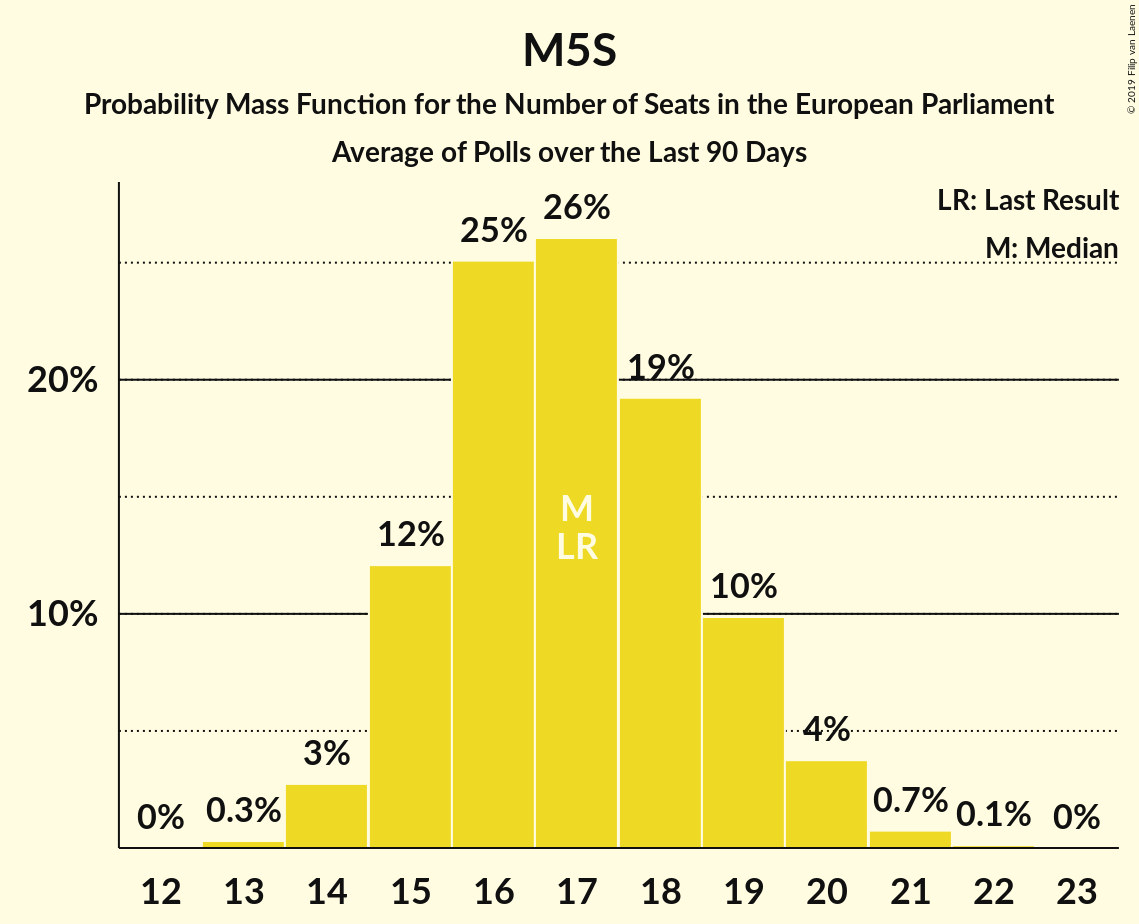 M5S
Probability Mass Function for the Number of Seats in the European Parliament
Average of Polls over the Last 90 Days
© 2019 Filip van Laenen
LR: Last Result
M: Median
20%
10%
0%
0.3%
3%
12%
25%
26%
19%
10%
4%
0.7%
0.1%
0%
M
LR
12 13 14 15 16 17 18 19 20 21 22 23